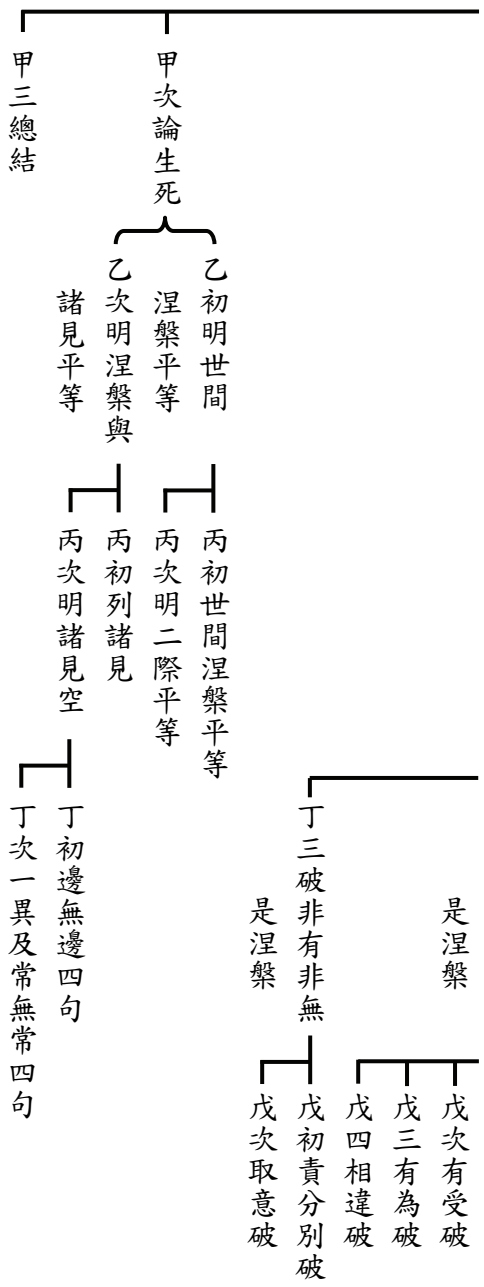 戊次有受破
戊三有為破
戊四相違破
是涅槃
丁三破非有非無
是涅槃
戊初責分別破
戊次取意破
甲次論生死
乙初明世間
涅槃平等
丙初世間涅槃平等
丙次明二際平等
乙次明涅槃與
諸見平等
丙初列諸見
丙次明諸見空
丁初邊無邊四句
丁次一異及常無常四句
甲三總結